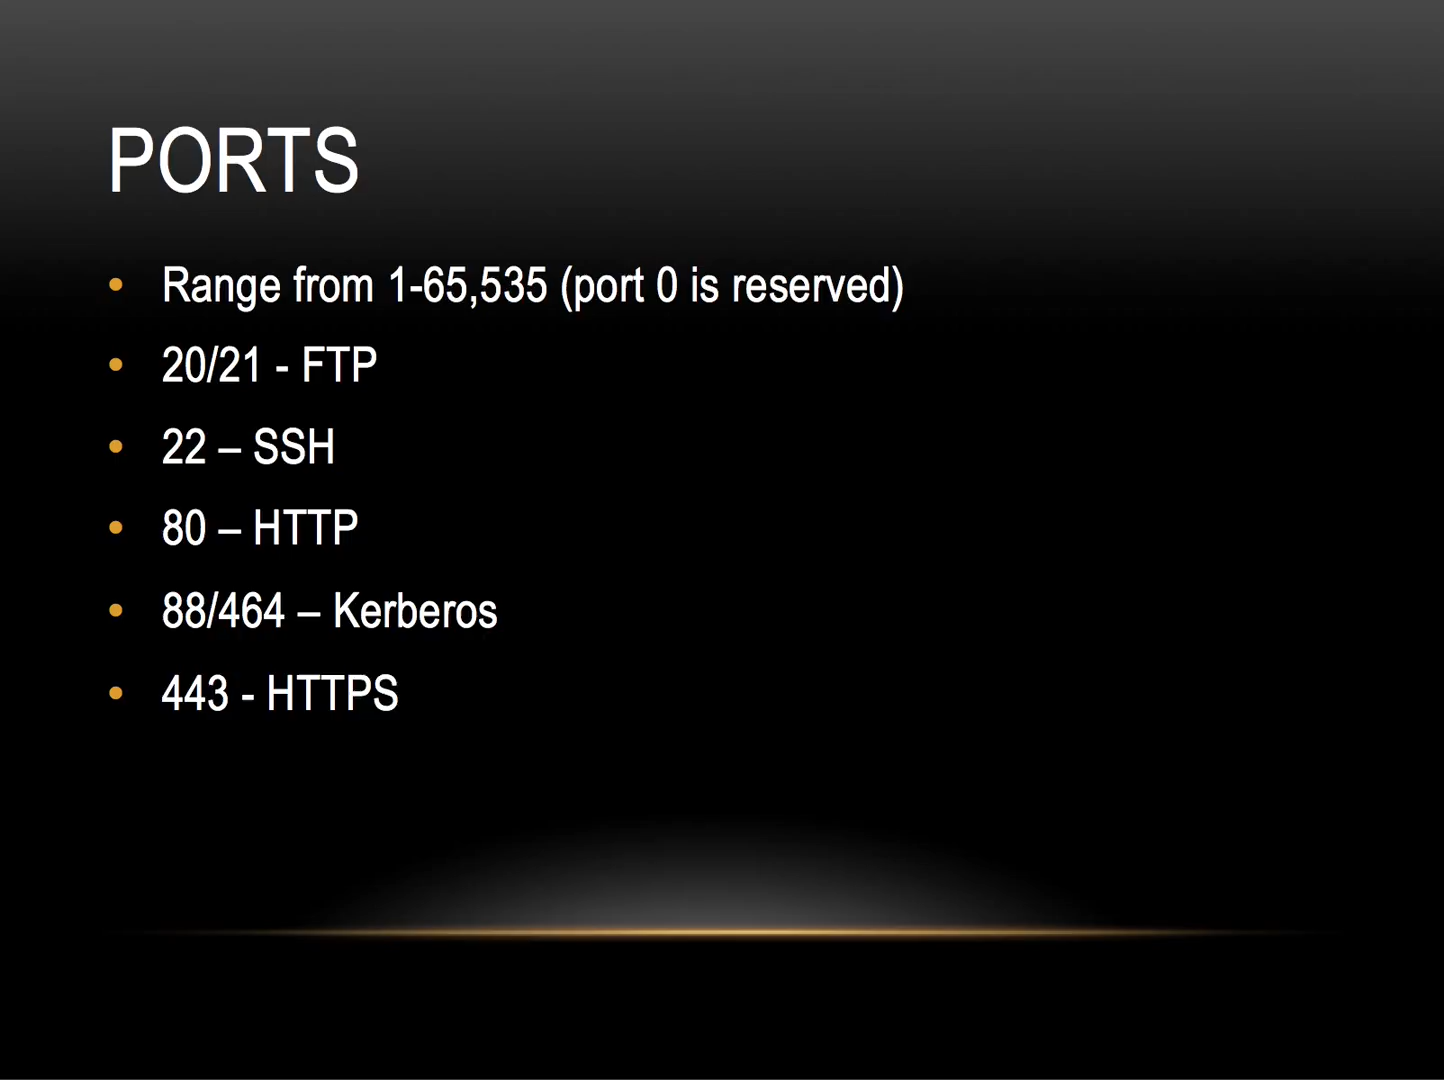 PORTS
• Range from 1-65,535 (port 0 is reserved)
• 20/21 - FTP
• 22 – SSH
• 80 – HTTP
• 88/464 – Kerberos
• 443 - HTTPS